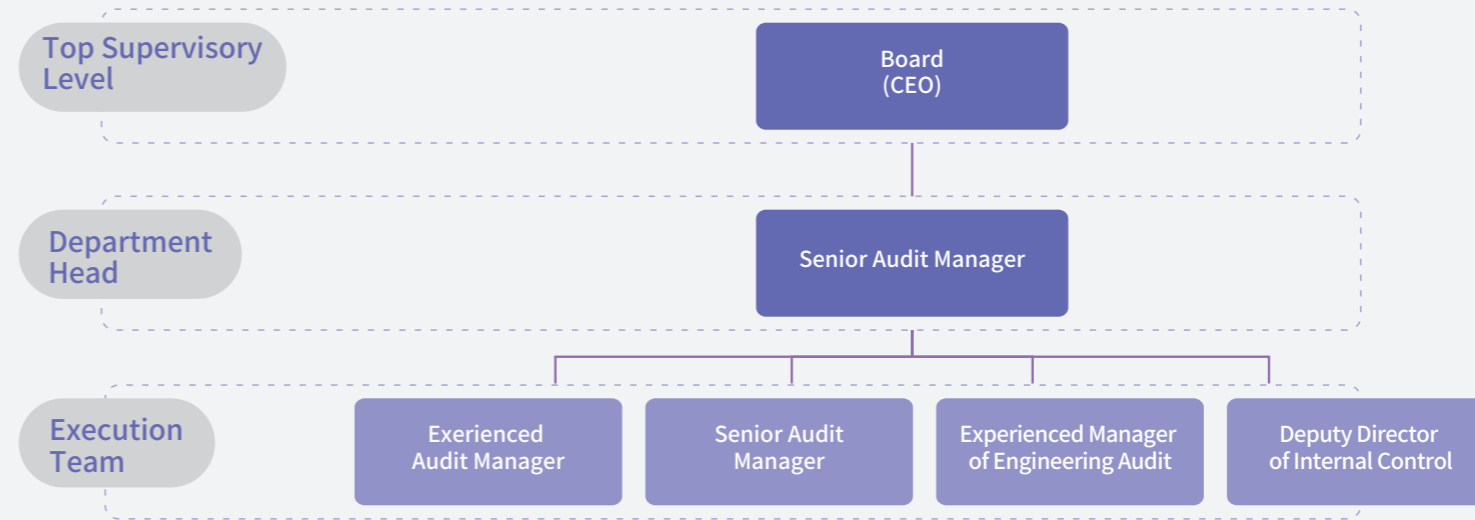 Top Supervisory
Level
Board
(CEO)
Department
Head
Senior Audit Manager
Execution
Team
Exerienced
Audit Manager
Senior Audit
Manager
Experienced Manager
of Engineering Audit
Deputy Director
of Internal Control